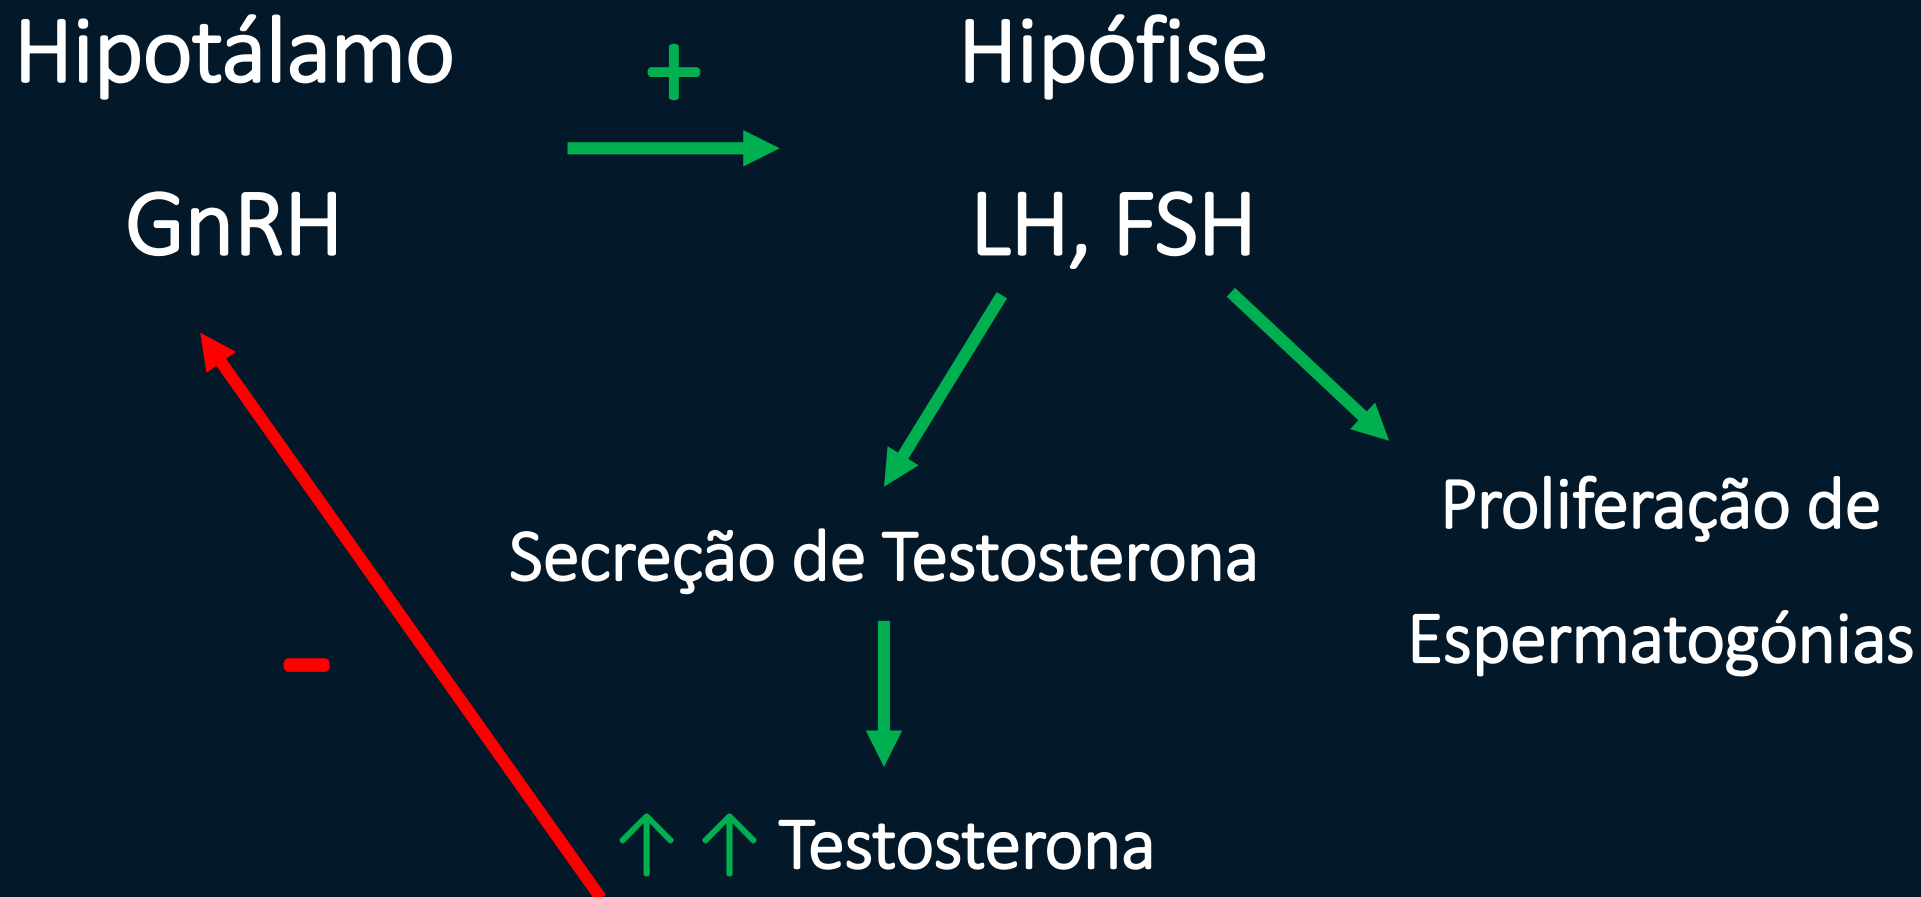 Hipotálamo
+
Hipófise
GnRH
LH, FSH
Proliferação de
Secreção de Testosterona
Espermatogónias
-
↑ ↑ Testosterona